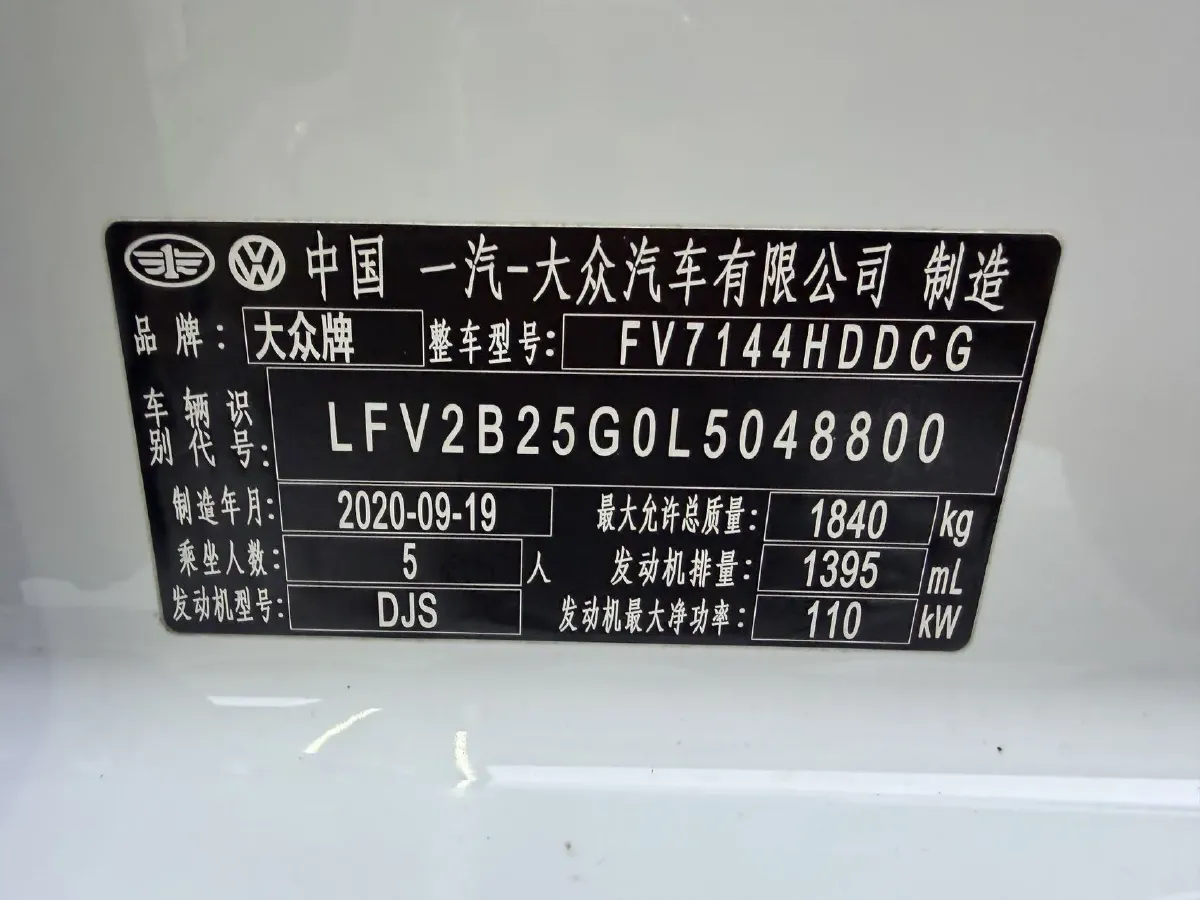 中国 一汽-大众汽车有限公司 制造
品牌: 大众牌 整车型号: FV7144HDDCG
车辆识别代号: LFV2B25G0L5048800
制造年月: 2020-09-19 最大允许总质量: 1840 kg
乘坐人数: 5 人 发动机排量: 1395 mL
发动机型号: DJS 发动机最大净功率: 110 kW